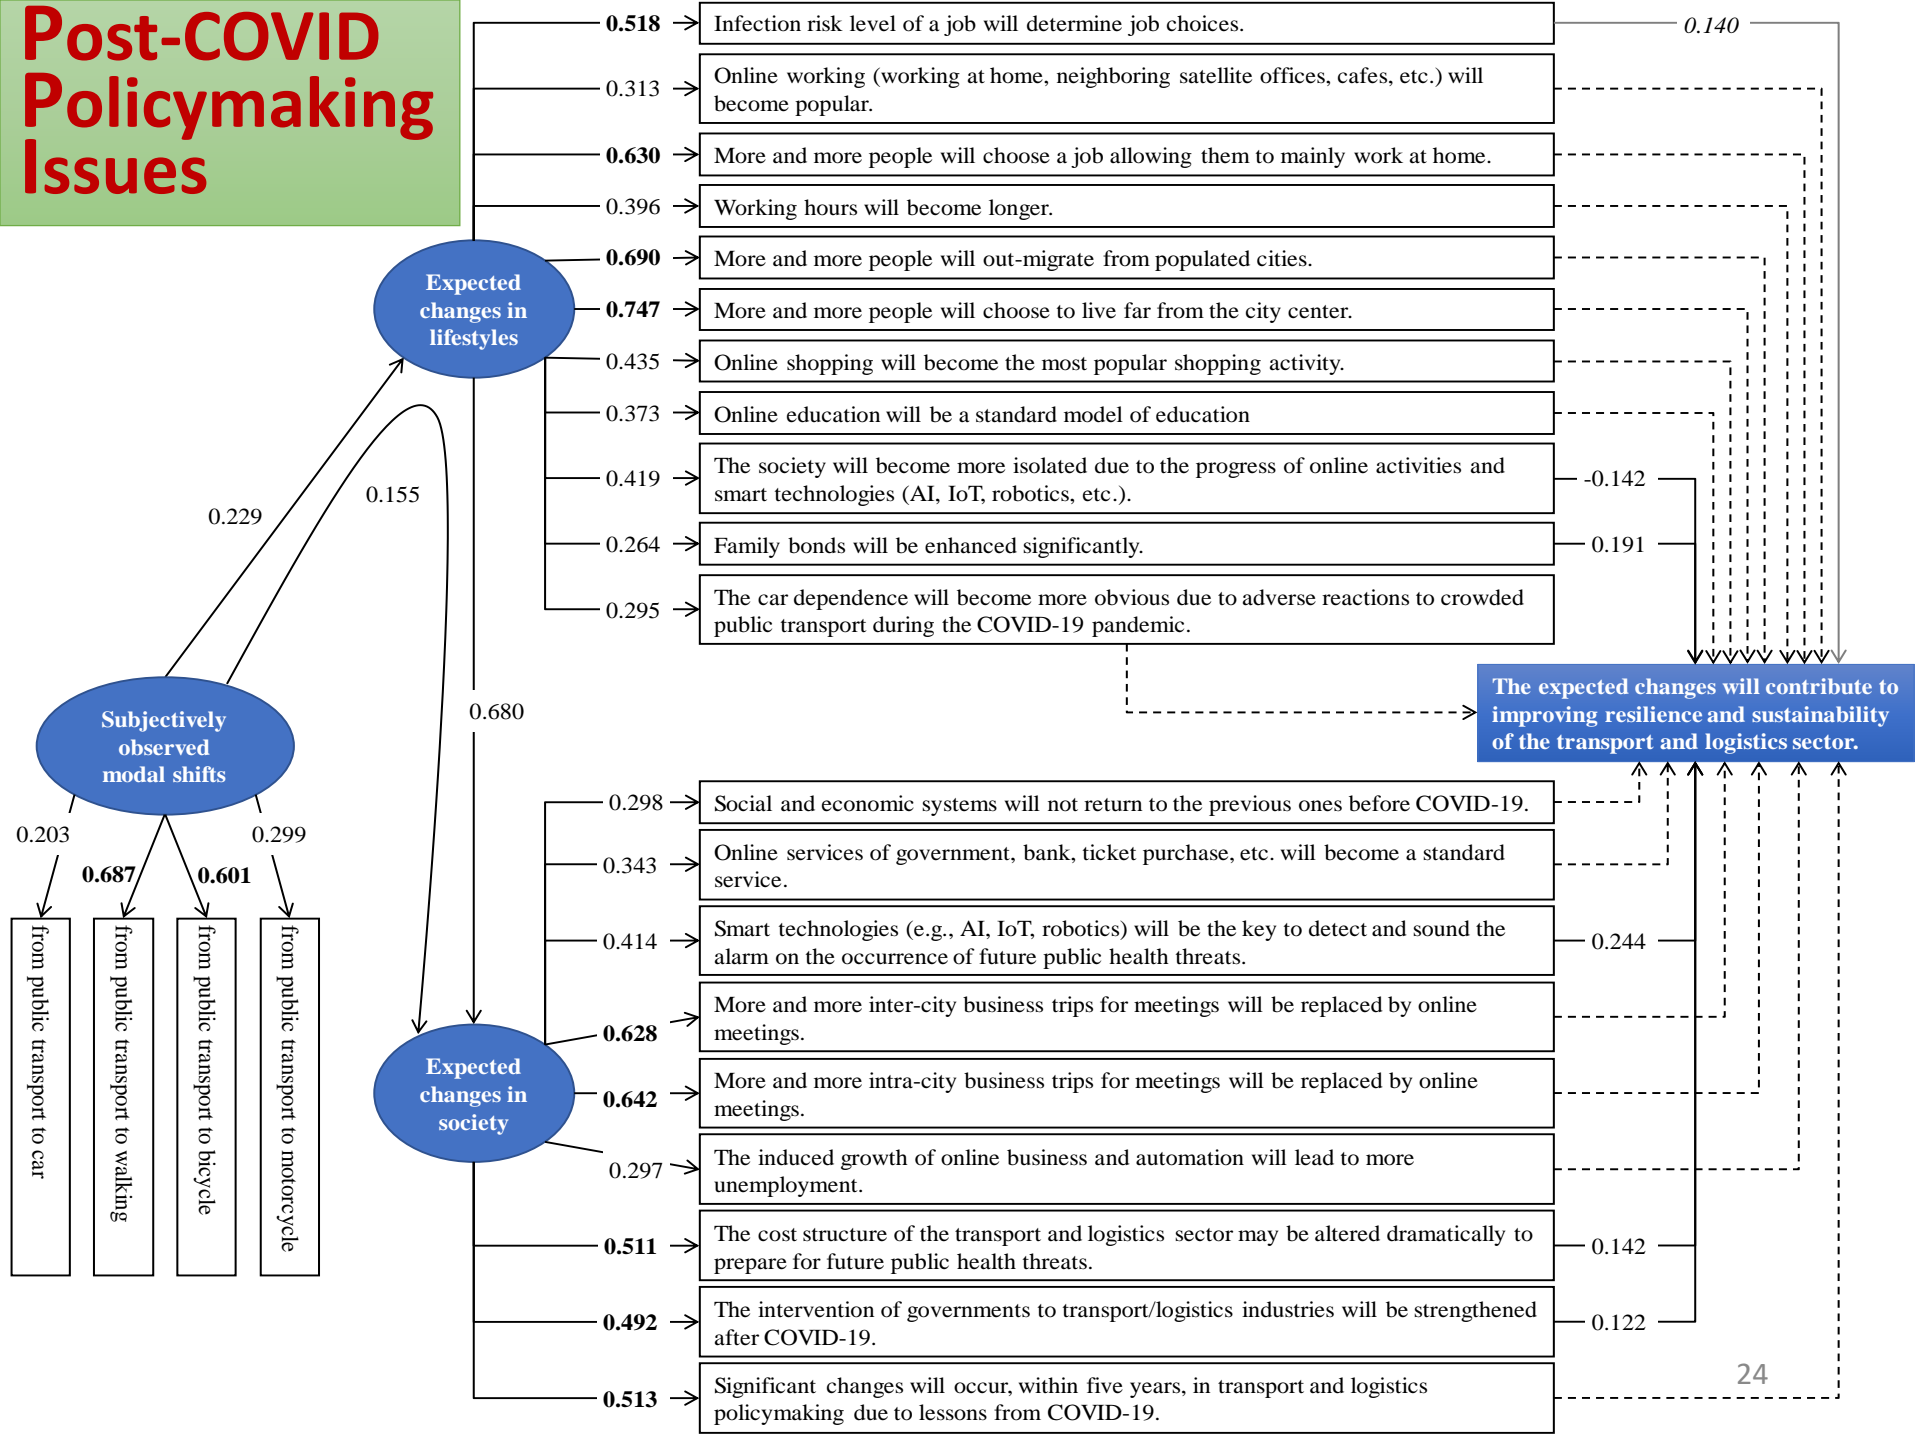 Post-COVID
Policymaking
Issues
0.518
Infection risk level of a job will determine job choices.
0.140
0.313
Online working (working at home, neighboring satellite offices, cafes, etc.) will
become popular.
0.630
More and more people will choose a job allowing them to mainly work at home.
0.396
Working hours will become longer.
0.690
More and more people will out-migrate from populated cities.
Expected
changes in
lifestyles
0.747
More and more people will choose to live far from the city center.
0.435
Online shopping will become the most popular shopping activity.
0.373
Online education will be a standard model of education
0.419
The society will become more isolated due to the progress of online activities and
smart technologies (AI, IoT, robotics, etc.).
-0.142
0.264
Family bonds will be enhanced significantly.
0.191
0.295
The car dependence will become more obvious due to adverse reactions to crowded
public transport during the COVID-19 pandemic.
0.229
0.155
0.680
The expected changes will contribute to
improving resilience and sustainability
of the transport and logistics sector.
Subjectively
observed
modal shifts
0.203
0.687
0.601
0.299
from public transport to car
from public transport to walking
from public transport to bicycle
from public transport to motorcycle
0.298
Social and economic systems will not return to the previous ones before COVID-19.
0.343
Online services of government, bank, ticket purchase, etc. will become a standard
service.
0.414
Smart technologies (e.g., AI, IoT, robotics) will be the key to detect and sound the
alarm on the occurrence of future public health threats.
0.244
0.628
More and more inter-city business trips for meetings will be replaced by online
meetings.
Expected
changes in
society
0.642
More and more intra-city business trips for meetings will be replaced by online
meetings.
0.297
The induced growth of online business and automation will lead to more
unemployment.
0.511
The cost structure of the transport and logistics sector may be altered dramatically to
prepare for future public health threats.
0.142
0.492
The intervention of governments to transport/logistics industries will be strengthened
after COVID-19.
0.122
0.513
Significant changes will occur, within five years, in transport and logistics
policymaking due to lessons from COVID-19.
24